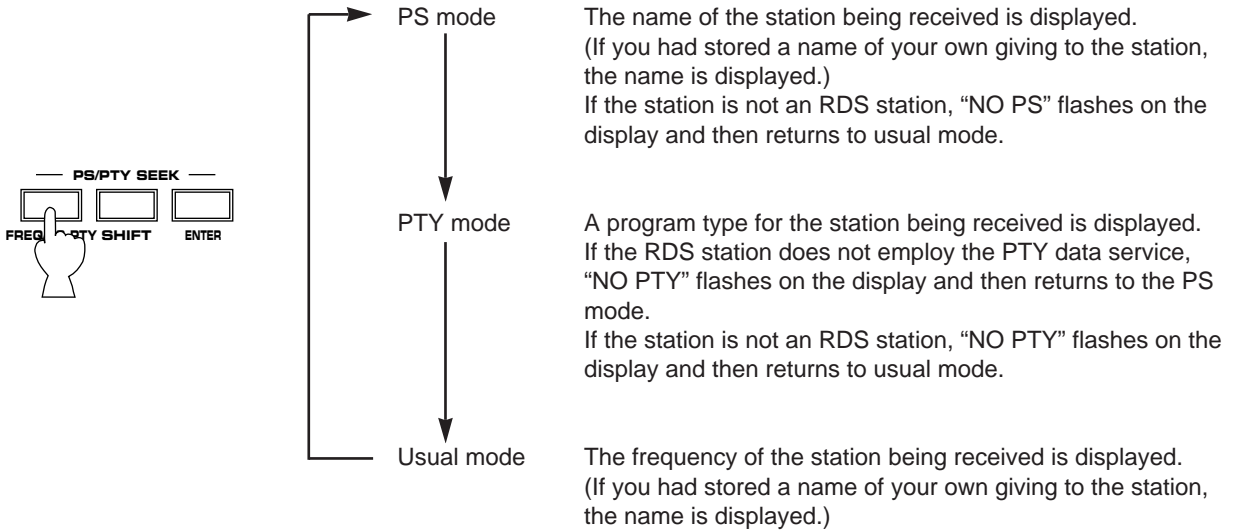 PS mode
The name of the station being received is displayed.
(If you had stored a name of your own giving to the station,
the name is displayed.)
If the station is not an RDS station, “NO PS” flashes on the
display and then returns to usual mode.
PS/PTY SEEK
FREQ PTY SHIFT ENTER
PTY mode
A program type for the station being received is displayed.
If the RDS station does not employ the PTY data service,
“NO PTY” flashes on the display and then returns to the PS
mode.
If the station is not an RDS station, “NO PTY” flashes on the
display and then returns to usual mode.
Usual mode
The frequency of the station being received is displayed.
(If you had stored a name of your own giving to the station,
the name is displayed.)